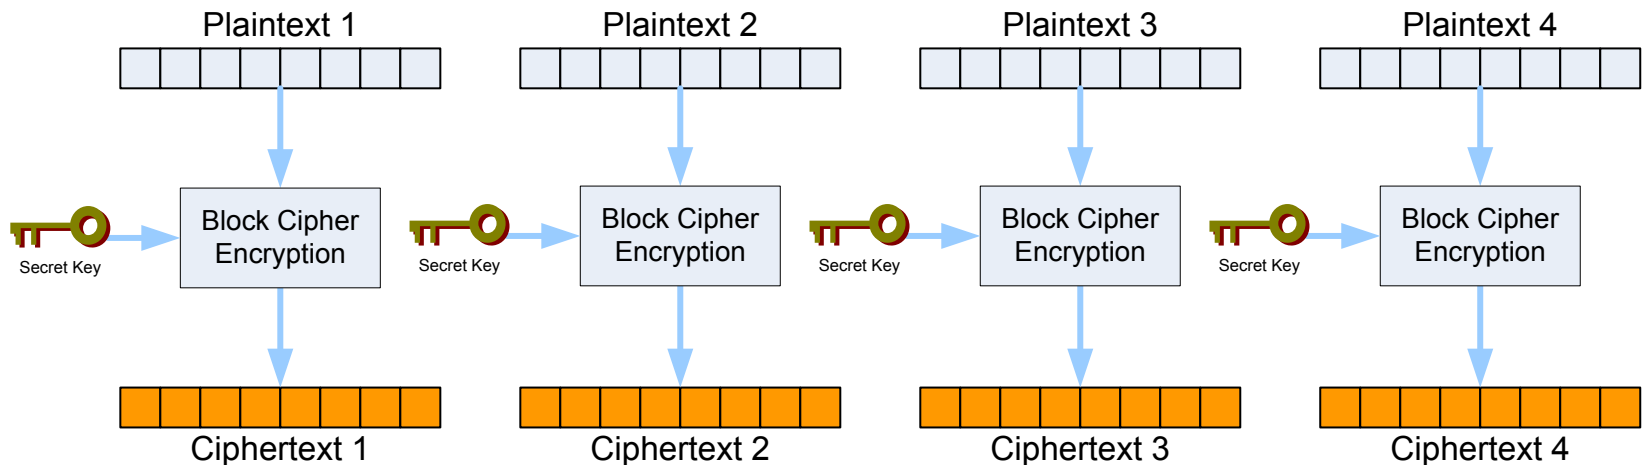 Plaintext 1
Plaintext 2
Plaintext 3
Plaintext 4
Secret Key
Block Cipher
Encryption
Secret Key
Block Cipher
Encryption
Secret Key
Block Cipher
Encryption
Secret Key
Block Cipher
Encryption
Ciphertext 1
Ciphertext 2
Ciphertext 3
Ciphertext 4